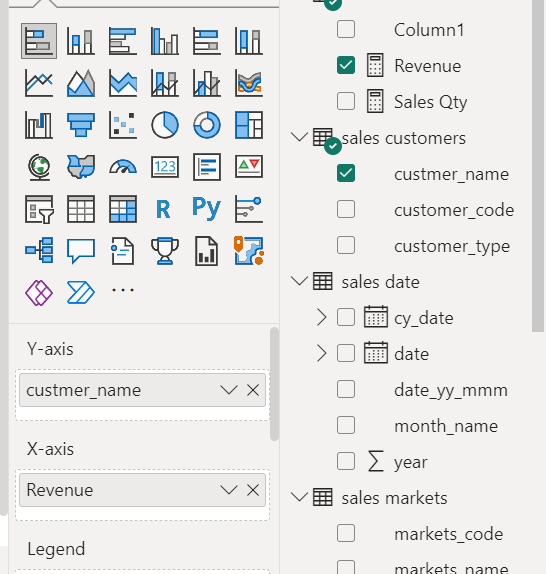 123
R
Py
Y-axis
custmer_name
X-axis
Revenue
Legend
Column1
Revenue
Sales Qty
sales customers
custmer_name
customer_code
customer_type
sales date
cy_date
date
date_yy_mmm
month_name
year
sales markets
markets_code
markets_name